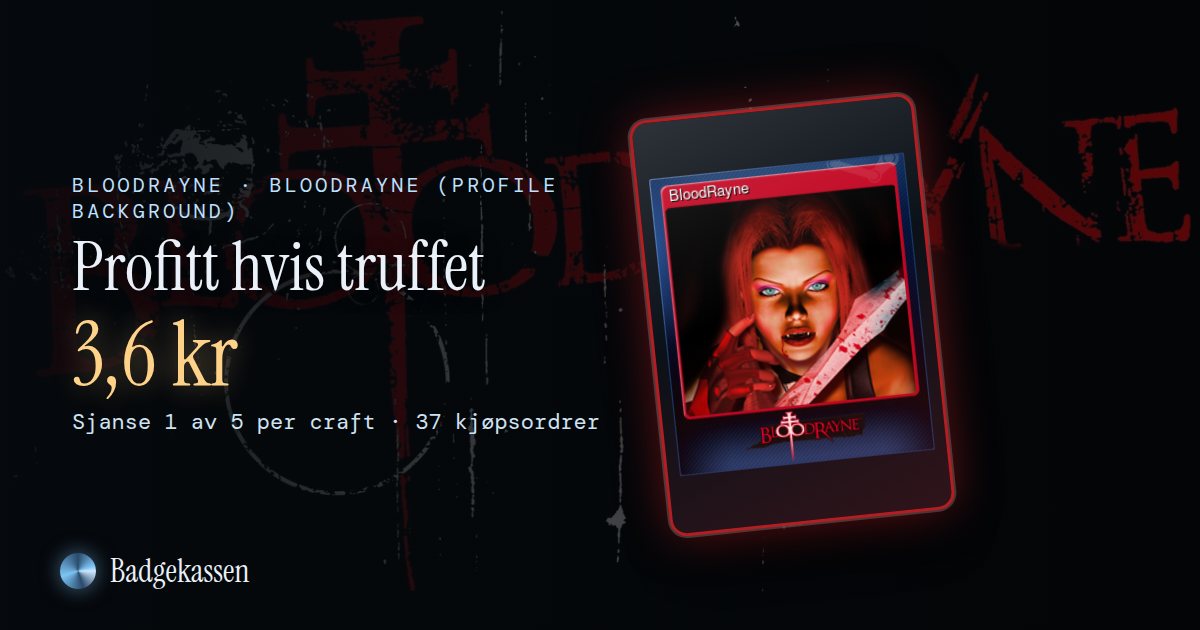 BLOODRAYNE · BLOODRAYNE (PROFILE
BACKGROUND)
Profitt hvis truffet
3,6 kr
Sjanse 1 av 5 per craft · 37 kjøpsordrer
Badgekassen
BloodRayne
BLOODRAYNE
BLOODRAYNE